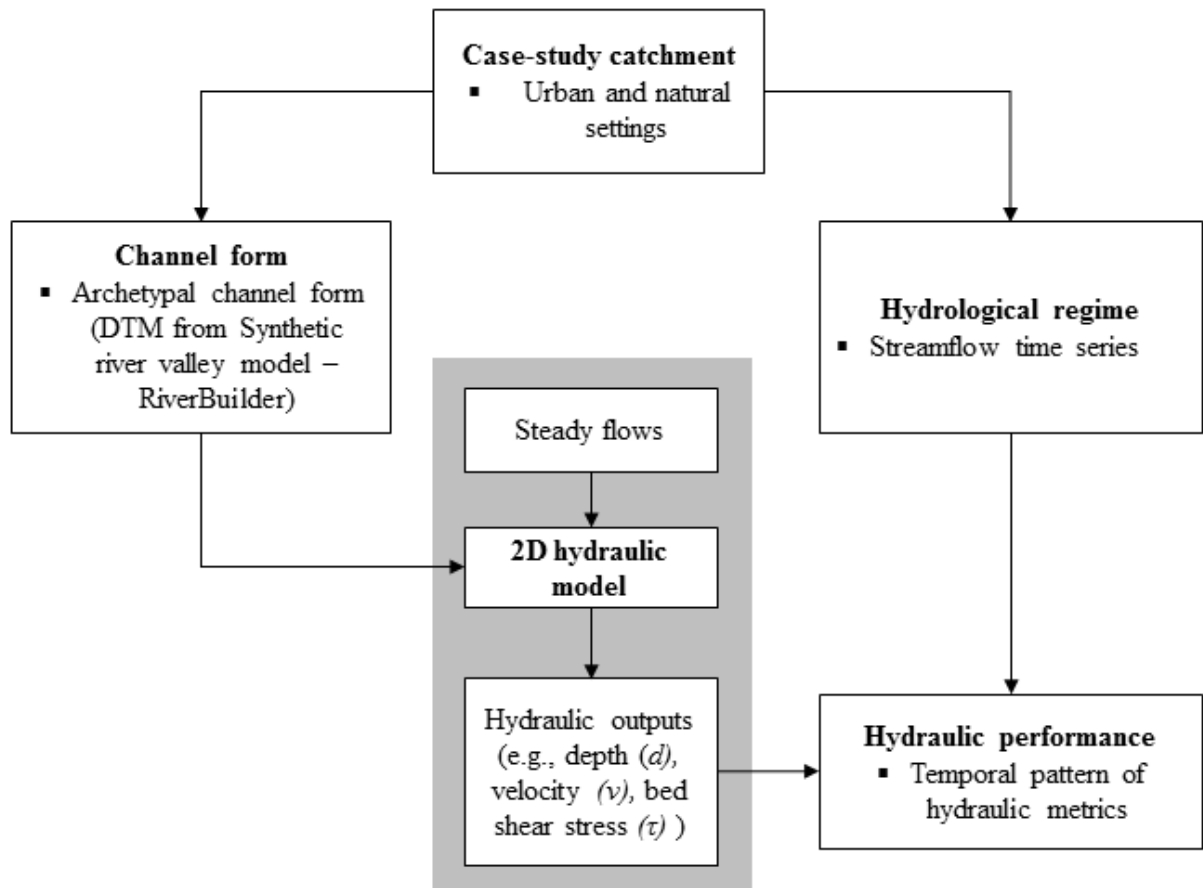 Case-study catchment
▪ Urban and natural
settings
Channel form
▪ Archetypal channel form
(DTM from Synthetic
river valley model –
RiverBuilder)
Hydrological regime
▪ Streamflow time series
Steady flows
2D hydraulic
model
Hydraulic outputs
(e.g., depth (d),
velocity (v), bed
shear stress (τ) )
Hydraulic performance
▪ Temporal pattern of
hydraulic metrics